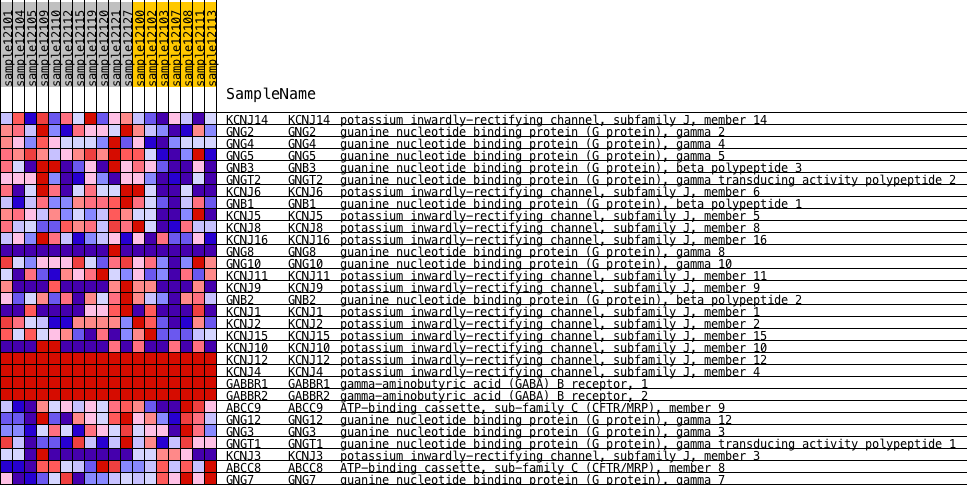 sample12101
sample12104
sample12105
sample12109
sample12110
sample12112
sample12115
sample12119
sample12120
sample12121
sample12127
sample12100
sample12102
sample12103
sample12107
sample12108
sample12111
sample12113
SampleName
KCNJ14 KCNJ14 potassium inwardly-rectifying channel, subfamily J, member 14
GNG2 GNG2 guanine nucleotide binding protein (G protein), gamma 2
GNG4 GNG4 guanine nucleotide binding protein (G protein), gamma 4
GNG5 GNG5 guanine nucleotide binding protein (G protein), gamma 5
GNB3 GNB3 guanine nucleotide binding protein (G protein), beta polypeptide 3
GNGT2 GNGT2 guanine nucleotide binding protein (G protein), gamma transducing activity polypeptide 2
KCNJ6 KCNJ6 potassium inwardly-rectifying channel, subfamily J, member 6
GNB1 GNB1 guanine nucleotide binding protein (G protein), beta polypeptide 1
KCNJ5 KCNJ5 potassium inwardly-rectifying channel, subfamily J, member 5
KCNJ8 KCNJ8 potassium inwardly-rectifying channel, subfamily J, member 8
KCNJ16 KCNJ16 potassium inwardly-rectifying channel, subfamily J, member 16
GNG8 GNG8 guanine nucleotide binding protein (G protein), gamma 8
GNG10 GNG10 guanine nucleotide binding protein (G protein), gamma 10
KCNJ11 KCNJ11 potassium inwardly-rectifying channel, subfamily J, member 11
KCNJ9 KCNJ9 potassium inwardly-rectifying channel, subfamily J, member 9
GNB2 GNB2 guanine nucleotide binding protein (G protein), beta polypeptide 2
KCNJ1 KCNJ1 potassium inwardly-rectifying channel, subfamily J, member 1
KCNJ2 KCNJ2 potassium inwardly-rectifying channel, subfamily J, member 2
KCNJ15 KCNJ15 potassium inwardly-rectifying channel, subfamily J, member 15
KCNJ10 KCNJ10 potassium inwardly-rectifying channel, subfamily J, member 10
KCNJ12 KCNJ12 potassium inwardly-rectifying channel, subfamily J, member 12
KCNJ4 KCNJ4 potassium inwardly-rectifying channel, subfamily J, member 4
GABBR1 GABBR1 gamma-aminobutyric acid (GABA) B receptor, 1
GABBR2 GABBR2 gamma-aminobutyric acid (GABA) B receptor, 2
ABCC9 ABCC9 ATP-binding cassette, sub-family C (CFTR/MRP), member 9
GNG12 GNG12 guanine nucleotide binding protein (G protein), gamma 12
GNG3 GNG3 guanine nucleotide binding protein (G protein), gamma 3
GNGT1 GNGT1 guanine nucleotide binding protein (G protein), gamma transducing activity polypeptide 1
KCNJ3 KCNJ3 potassium inwardly-rectifying channel, subfamily J, member 3
ABCC8 ABCC8 ATP-binding cassette, sub-family C (CFTR/MRP), member 8
GNG7 GNG7 guanine nucleotide binding protein (G protein), gamma 7